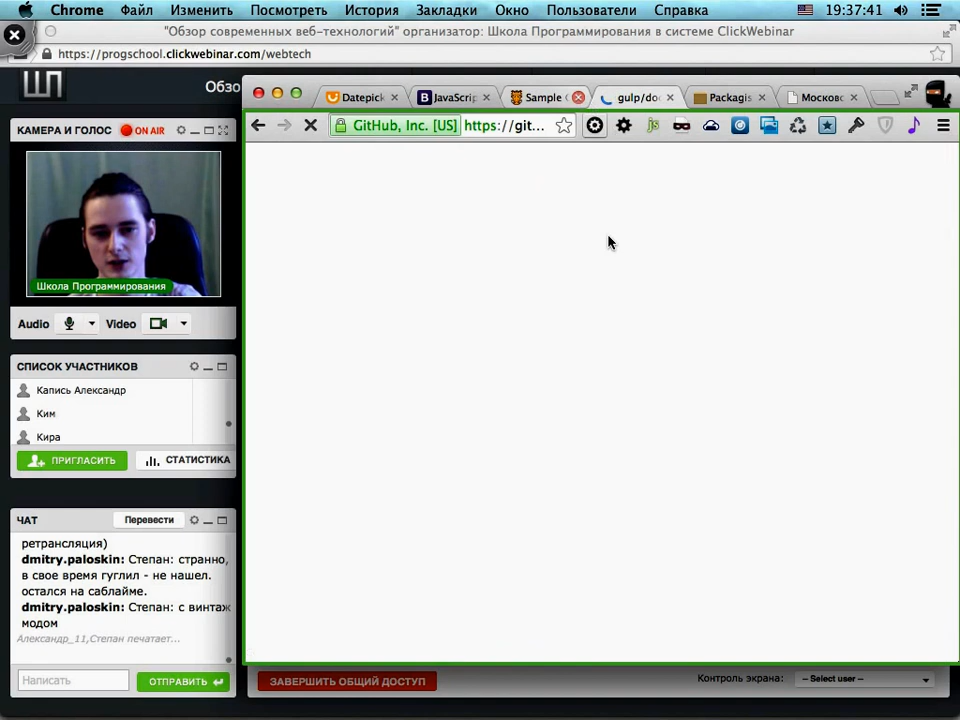 Chrome Файл Изменить Посмотреть История Закладки Окно Пользователи Справка 19:37:41
"Обзор современных веб-технологий" организатор: Школа Программирования в системе ClickWebinar
https://progschool.clickwebinar.com/webtech
ШП Обзо
Datepick JavaScrip Sample gulp/doc Packagis Московс
GitHub, Inc. [US] https://git...
КАМЕРА И ГОЛОС ON AIR
Школа Программирования
Audio Video
СПИСОК УЧАСТНИКОВ
Капись Александр
Ким
Кира
ПРИГЛАСИТЬ СТАТИСТИКА
ЧАТ Перевести
ретрансляция)
dmitry.paloskin: Степан: странно,
в свое время гуглил - не нашел.
остался на саблайме.
dmitry.paloskin: Степан: с винтаж
модом
Александр_11,Степан печатает...
Написать ОТПРАВИТЬ
ЗАВЕРШИТЬ ОБЩИЙ ДОСТУП Контроль экрана: -- Select user --